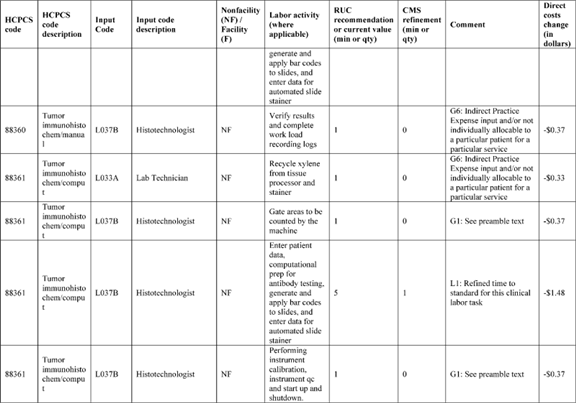 HCPCS code
HCPCS code description
Input Code
Input code description
Nonfacility (NF) / Facility (F)
Labor activity (where applicable)
RUC recommendation or current value (min or qty)
CMS refinement (min or qty)
Comment
Direct costs change (in dollars)
generate and
apply bar codes
to slides, and
enter data for
automated slide
stainer
88360
Tumor
immunohisto
chem/manua
l
L037B
Histotechnologist
NF
Verify results
and complete
work load
recording logs
1
0
G6: Indirect Practice
Expense input and/or not
individually allocable to
a particular patient for a
particular service
-$0.37
88361
Tumor
immunohisto
chem/comput
t
L033A
Lab Technician
NF
Recycle xylene
from tissue
processor and
stainer
1
0
G6: Indirect Practice
Expense input and/or not
individually allocable to
a particular patient for a
particular service
-$0.33
88361
Tumor
immunohisto
chem/compu
t
L037B
Histotechnologist
NF
Gate areas to be
counted by the
machine
1
0
G1: See preamble text
-$0.37
88361
Tumor
immunohisto
chem/compu
t
L037B
Histotechnologist
NF
Enter patient
data,
computational
prep for
antibody testing,
generate and
apply bar codes
to slides, and
enter data for
automated slide
stainer
5
1
L1: Refined time to
standard for this clinical
labor task
-$1.48
88361
Tumor
immunohisto
chem/compu
t
L037B
Histotechnologist
NF
Performing
instrument
calibration,
instrument qc
and start up and
shutdown.
1
0
G1: See preamble text
-$0.37